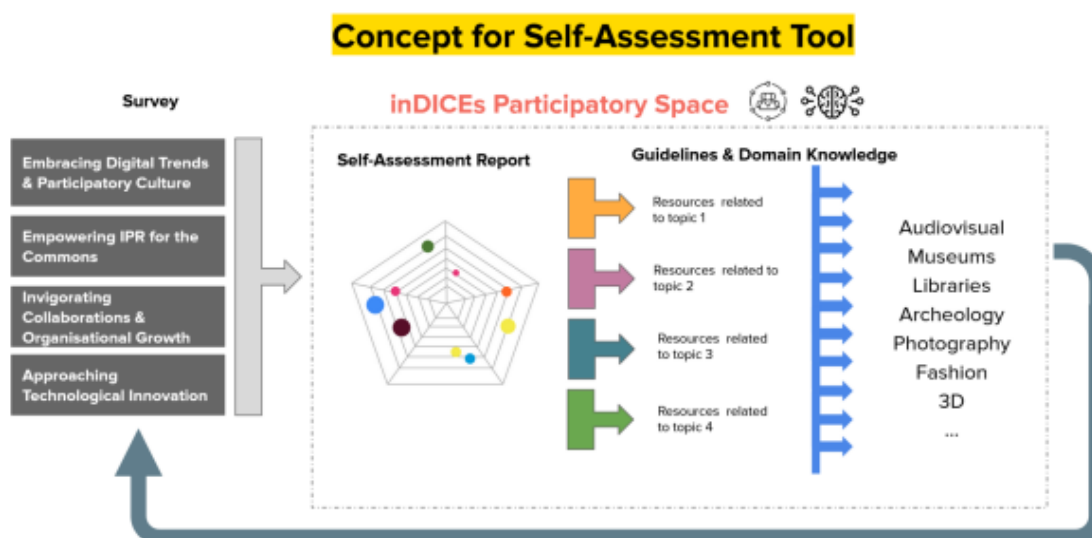 Concept for Self-Assessment Tool
Survey
inDICEs Participatory Space
Embracing Digital Trends
& Participatory Culture
Empowering IPR for the
Commons
Invigorating
Collaborations &
Organisational Growth
Approaching
Technological Innovation
Self-Assessment Report
Guidelines & Domain Knowledge
Resources related
to topic 1
Resources related to
topic 2
Resources related
to topic 3
Resources related
to topic 4
Audiovisual
Museums
Libraries
Archeology
Photography
Fashion
3D
...